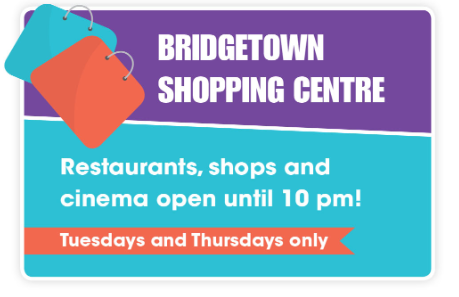 BRIDGETOWN
SHOPPING CENTRE
Restaurants, shops and
cinema open until 10 pm!
Tuesdays and Thursdays only